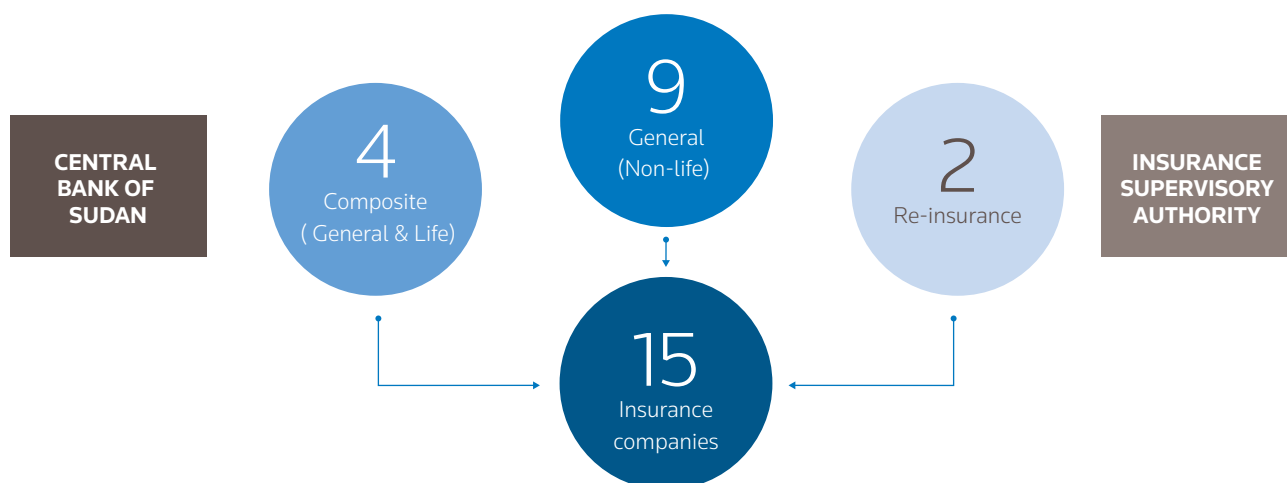 CENTRAL
BANK OF
SUDAN
4
Composite
( General & Life)
9
General
(Non-life)
2
Re-insurance
INSURANCE
SUPERVISORY
AUTHORITY
15
Insurance
companies